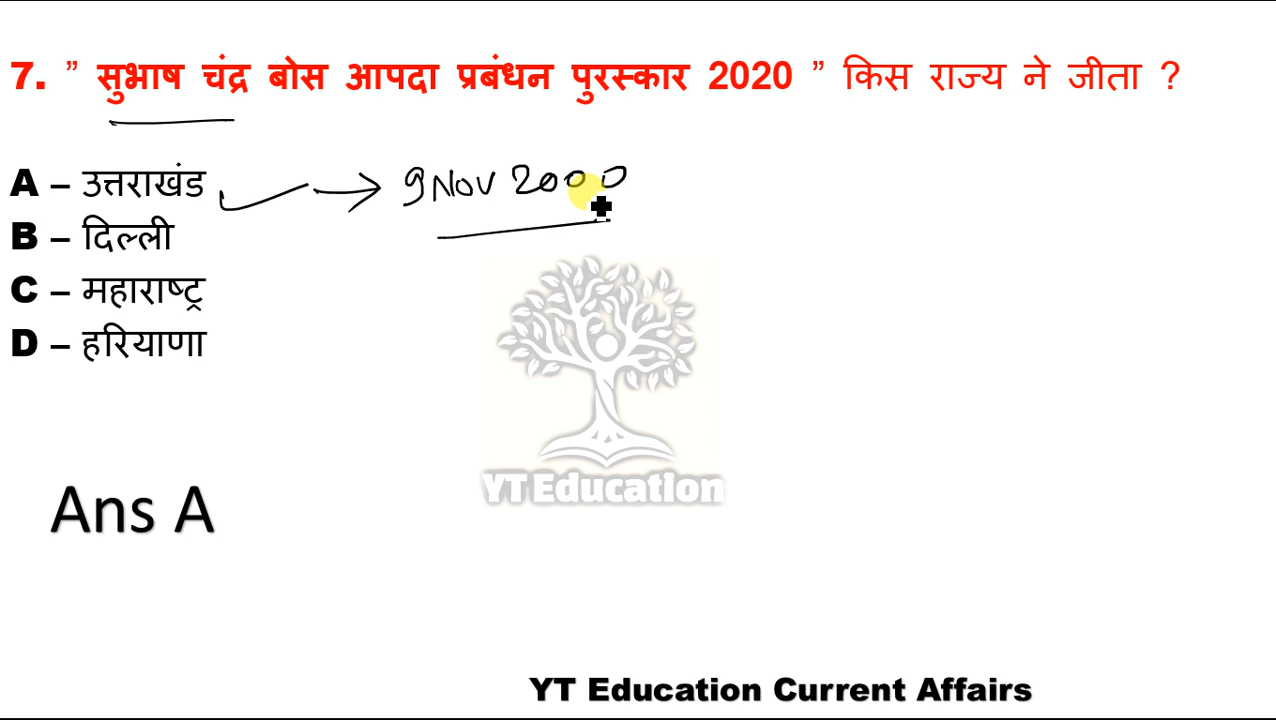 7. ” सुभाष चंद्र बोस आपदा प्रबंधन पुरस्कार 2020 ” किस राज्य ने जीता ?
A – उत्तराखंड → 9 Nov 2000
B – दिल्ली
C – महाराष्ट्र
D – हरियाणा
YT Education
Ans A
YT Education Current Affairs